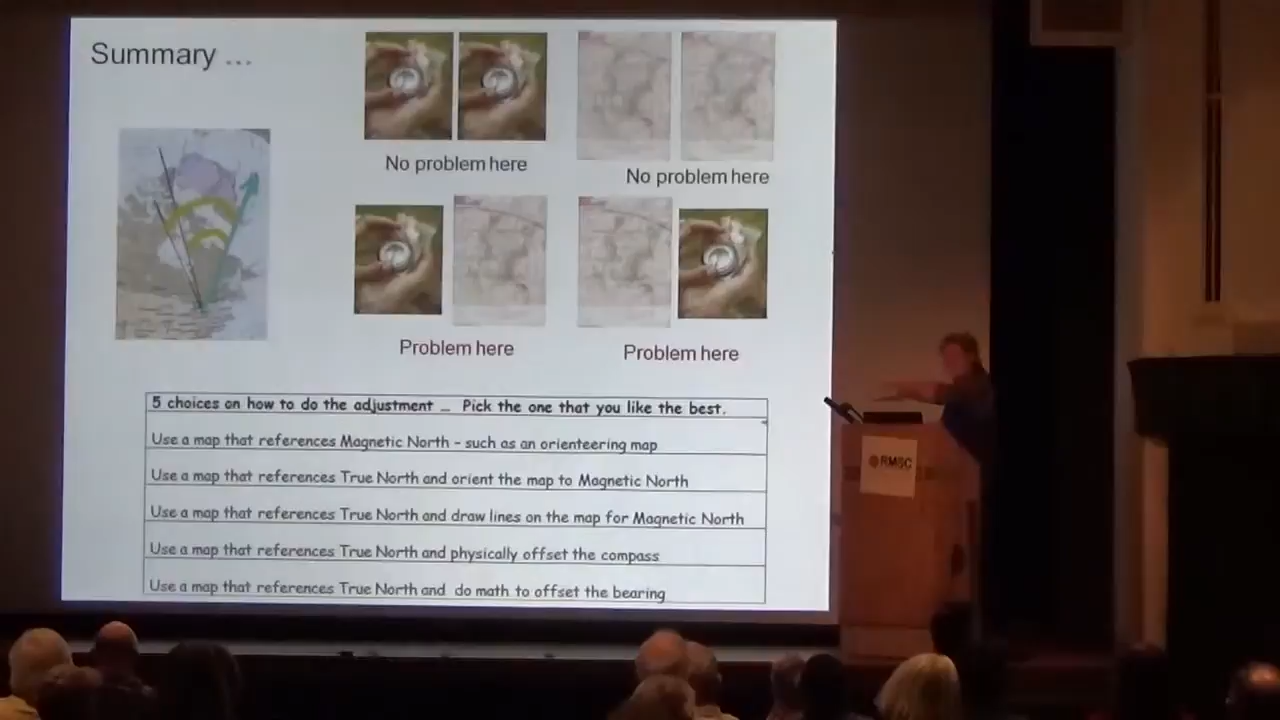 Summary ...
No problem here
No problem here
Problem here
Problem here
5 choices on how to do the adjustment ... Pick the one that you like the best.
Use a map that references Magnetic North - such as an orienteering map
Use a map that references True North and orient the map to Magnetic North
Use a map that references True North and draw lines on the map for Magnetic North
Use a map that references True North and physically offset the compass
Use a map that references True North and do math to offset the bearing
RMSC